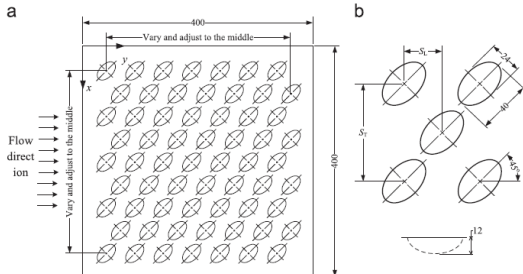 a
400
Vary and adjust to the middle
y
x
Flow
direct
ion
Vary and adjust to the middle
400
b
SL
24
40
ST
45°
r12